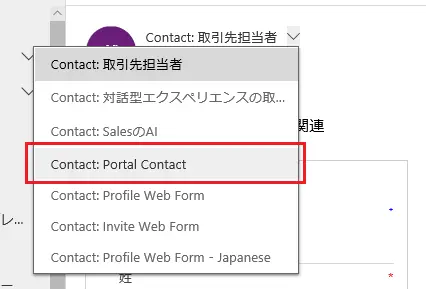 Contact: 取引先担当者
Contact: 取引先担当者
Contact: 対話型エクスペリエンスの取...
Contact: SalesのAI
関連
Contact: Portal Contact
Contact: Profile Web Form
レ...
Contact: Invite Web Form
Contact: Profile Web Form - Japanese
姓
*